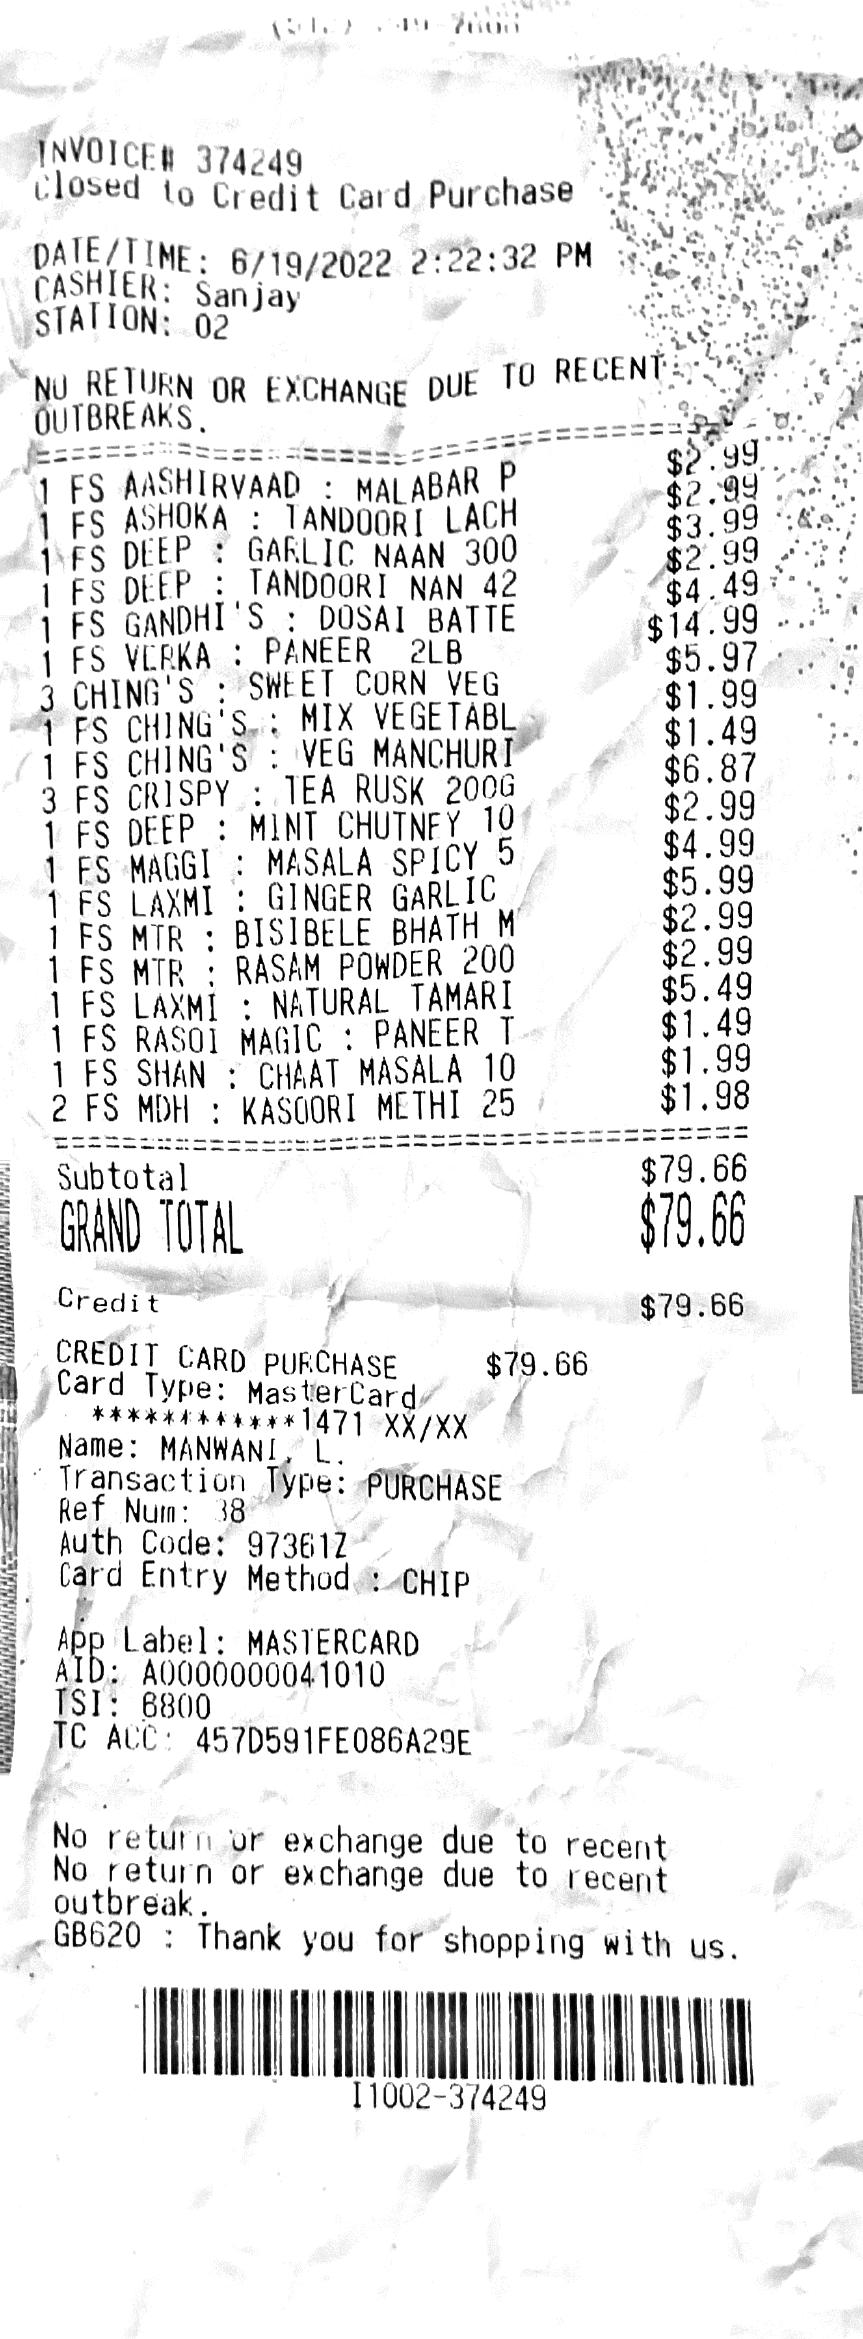 INVOICE# 374249
Closed to Credit Card Purchase
DATE/TIME: 6/19/2022 2:22:32 PM
CASHIER: Sanjay
STATION: 02
NO RETURN OR EXCHANGE DUE TO RECENT
OUTBREAKS.
1 FS AASHIRVAAD : MALABAR P $2.99
1 FS ASHOKA : TANDOORI LACH $2.99
1 FS DEEP : GARLIC NAAN 300 $3.99
1 FS DEEP : TANDOORI NAN 42 $2.99
1 FS GANDHI'S : DOSAI BATTE $4.49
1 FS VERKA : PANEER 2LB $14.99
3 CHING'S : SWEET CORN VEG $5.97
1 FS CHING'S : MIX VEGETABL $1.99
1 FS CHING'S : VEG MANCHURI $1.49
3 FS CRISPY : TEA RUSK 200G $6.87
1 FS DEEP : MINT CHUTNEY 10 $2.99
1 FS MAGGI : MASALA SPICY 5 $4.99
1 FS LAXMI : GINGER GARLIC $5.99
1 FS MTR : BISIBELE BHATH M $2.99
1 FS MTR : RASAM POWDER 200 $2.99
1 FS LAXMI : NATURAL TAMARI $5.49
1 FS RASOI MAGIC : PANEER T $1.49
1 FS SHAN : CHAAT MASALA 10 $1.99
2 FS MDH : KASOORI METHI 25 $1.98
Subtotal $79.66
GRAND TOTAL $79.66
Credit $79.66
CREDIT CARD PURCHASE $79.66
Card Type: MasterCard
************1471 XX/XX
Name: MANWANI, L.
Transaction Type: PURCHASE
Ref Num: 38
Auth Code: 97361Z
Card Entry Method : CHIP
App Label: MASTERCARD
AID: A0000000041010
TSI: 6800
TC ACC: 457D591FE086A29E
No return or exchange due to recent
No return or exchange due to recent
outbreak.
GB620 : Thank you for shopping with us.
I1002-374249